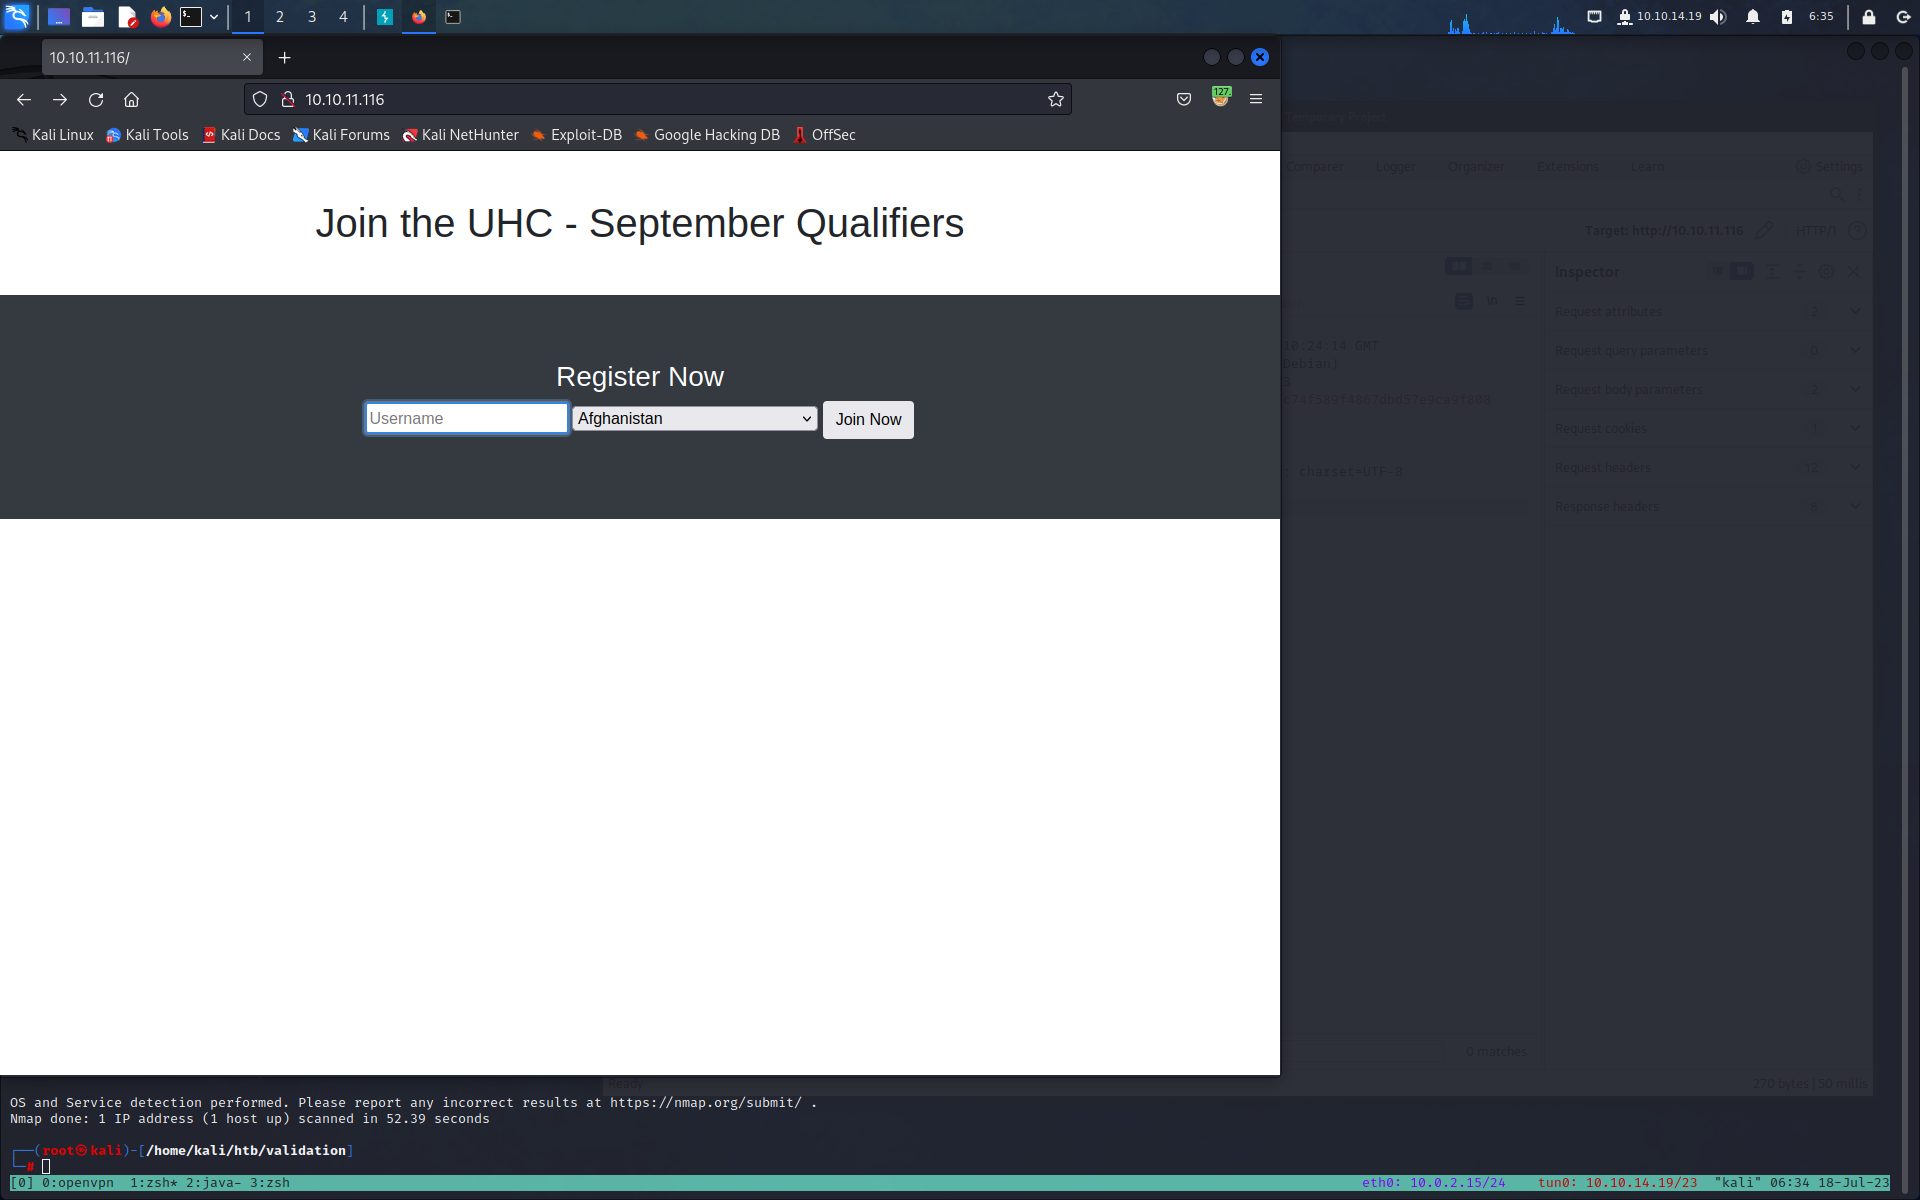 1 2 3 4 10.10.14.19 6:35
10.10.11.116/
10.10.11.116
127.
Kali Linux Kali Tools Kali Docs Kali Forums Kali NetHunter Exploit-DB Google Hacking DB OffSec
Join the UHC - September Qualifiers
Register Now
Username Afghanistan Join Now
Temporary Project
Comparer Logger Organizer Extensions Learn Settings
Target: http://10.10.11.116 HTTP/1
Inspector
\n
Request attributes 2
10:24:14 GMT
Request query parameters 0
Debian)
Request body parameters 2
Request cookies 1
; charset=UTF-8
Request headers 12
Response headers 8
0 matches
Ready 270 bytes | 50 millis
OS and Service detection performed. Please report any incorrect results at https://nmap.org/submit/ .
Nmap done: 1 IP address (1 host up) scanned in 52.39 seconds
┌──(root㉿kali)-[/home/kali/htb/validation]
└─#
[0] 0:openvpn 1:zsh* 2:java- 3:zsh eth0: 10.0.2.15/24 tun0: 10.10.14.19/23 "kali" 06:34 18-Jul-23